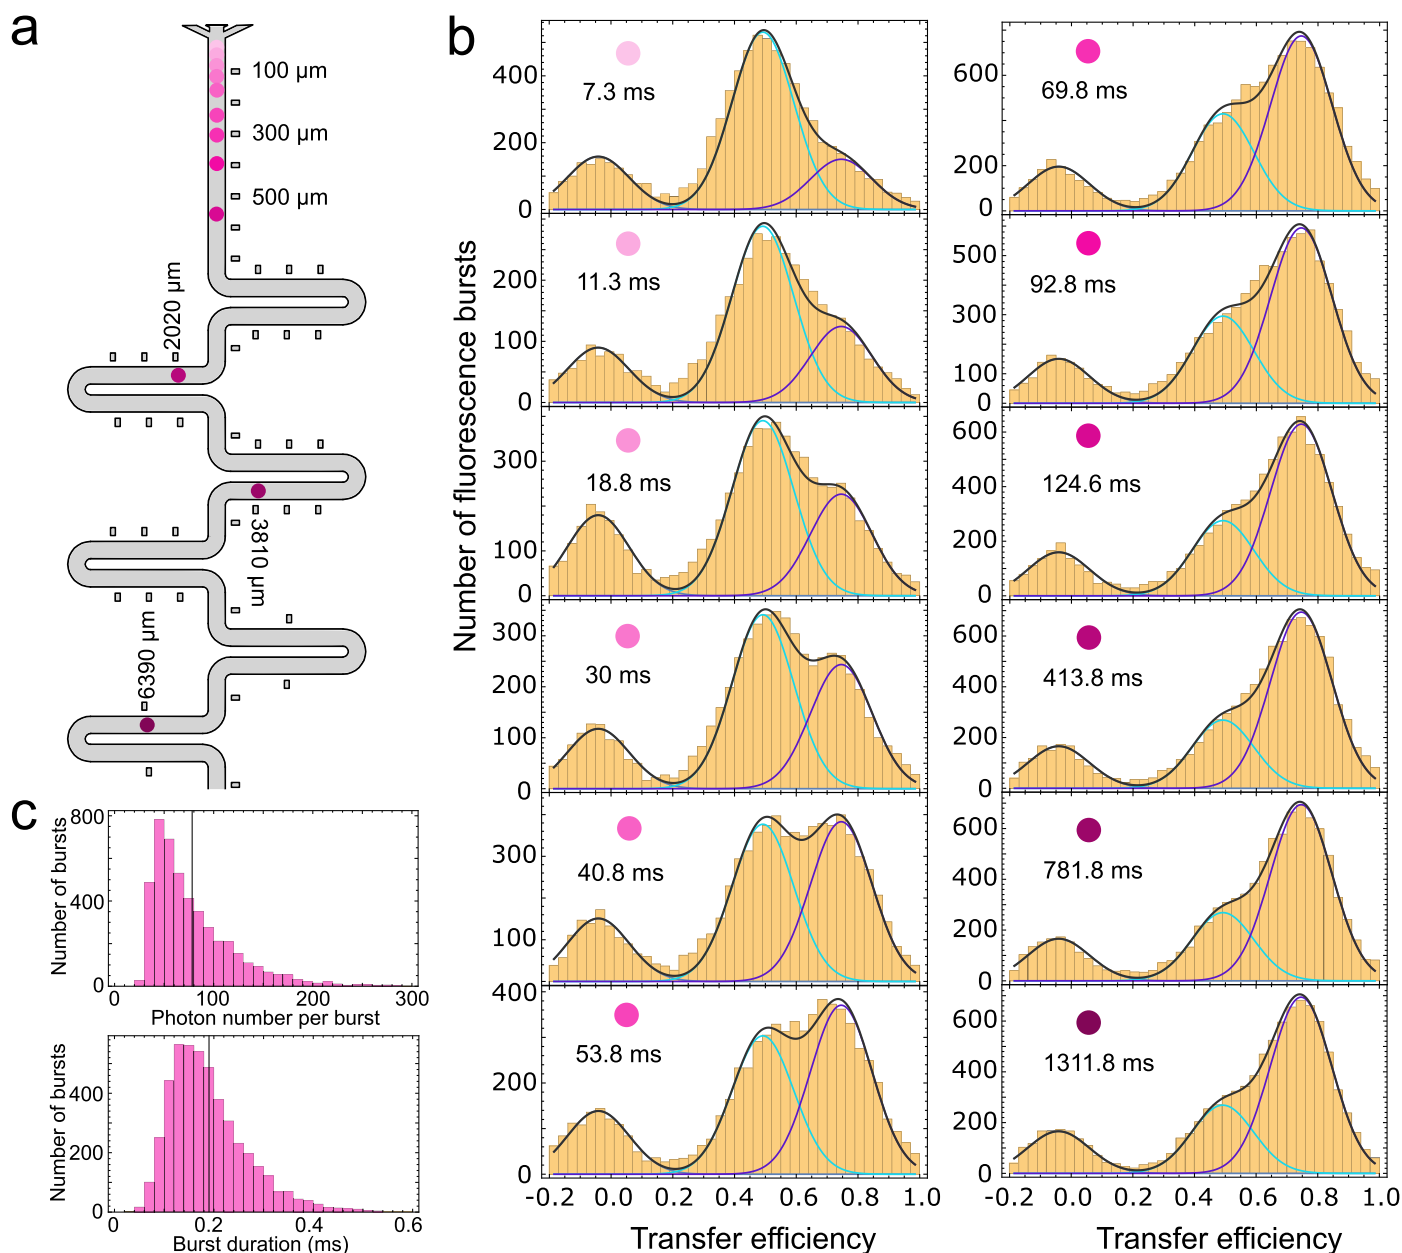 a
100 µm
300 µm
500 µm
2020 µm
3810 µm
6390 µm
b
Number of fluorescence bursts
7.3 ms
400
200
0
11.3 ms
200
100
0
18.8 ms
300
100
0
30 ms
300
200
100
0
40.8 ms
300
100
53.8 ms
400
200
0
-0.2 0.0 0.2 0.4 0.6 0.8 1.0
Transfer efficiency
69.8 ms
600
200
0
92.8 ms
500
300
100
0
124.6 ms
600
400
200
0
413.8 ms
600
400
200
0
781.8 ms
600
400
200
0
1311.8 ms
600
400
200
0
-0.2 0.0 0.2 0.4 0.6 0.8 1.0
Transfer efficiency
c
Number of bursts
800
400
0
0 100 200 300
Photon number per burst
Number of bursts
400
200
0
0 0.2 0.4 0.6
Burst duration (ms)